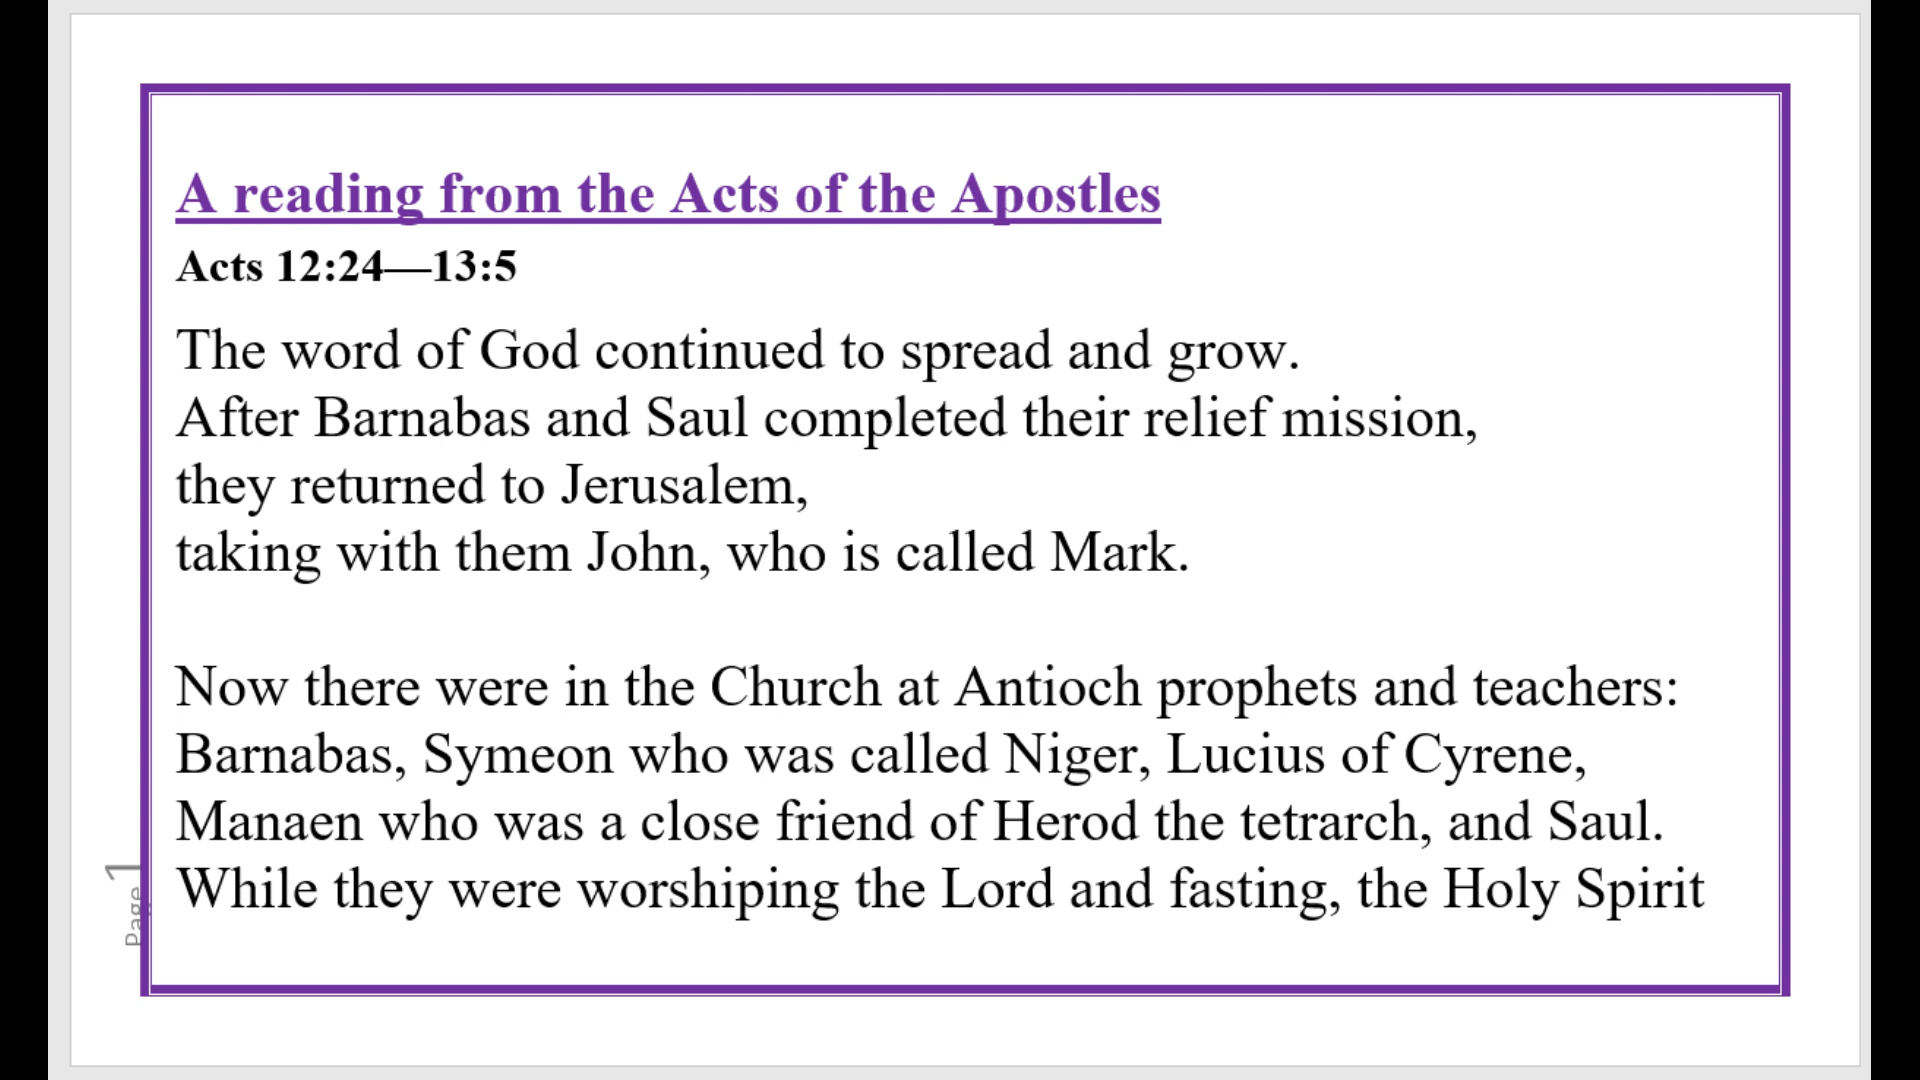 A reading from the Acts of the Apostles
Acts 12:24—13:5
The word of God continued to spread and grow.
After Barnabas and Saul completed their relief mission,
they returned to Jerusalem,
taking with them John, who is called Mark.
Now there were in the Church at Antioch prophets and teachers:
Barnabas, Symeon who was called Niger, Lucius of Cyrene,
Manaen who was a close friend of Herod the tetrarch, and Saul.
While they were worshiping the Lord and fasting, the Holy Spirit
Page 1